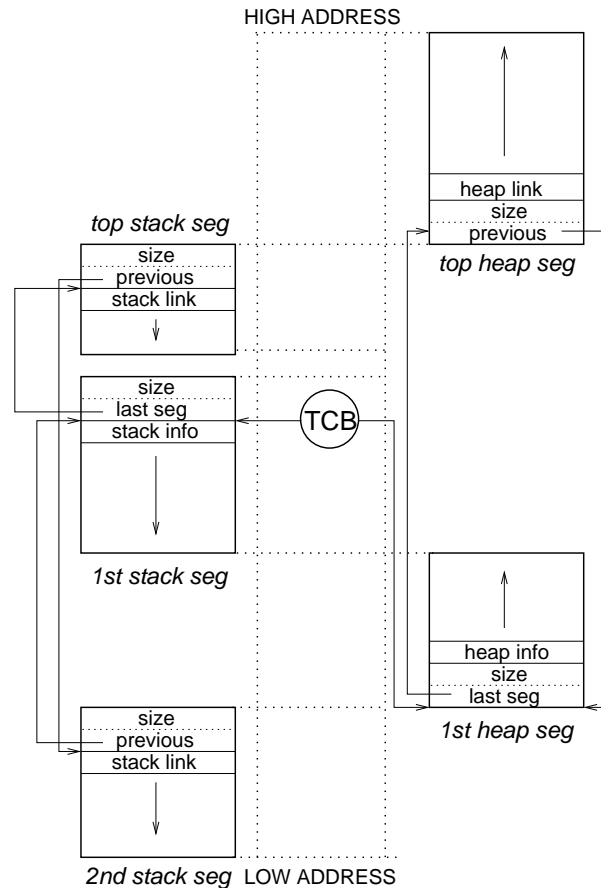 HIGH ADDRESS
heap link
size
previous
top heap seg
top stack seg
size
previous
stack link
size
last seg
stack info
1st stack seg
TCB
heap info
size
last seg
1st heap seg
size
previous
stack link
2nd stack seg
LOW ADDRESS